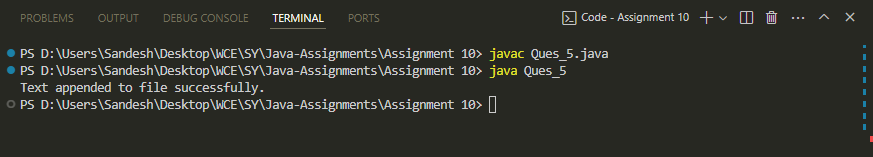 PROBLEMS OUTPUT DEBUG CONSOLE TERMINAL PORTS Code - Assignment 10
PS D:\Users\Sandesh\Desktop\WCE\SY\Java-Assignments\Assignment 10> javac Ques_5.java
PS D:\Users\Sandesh\Desktop\WCE\SY\Java-Assignments\Assignment 10> java Ques_5
Text appended to file successfully.
PS D:\Users\Sandesh\Desktop\WCE\SY\Java-Assignments\Assignment 10>